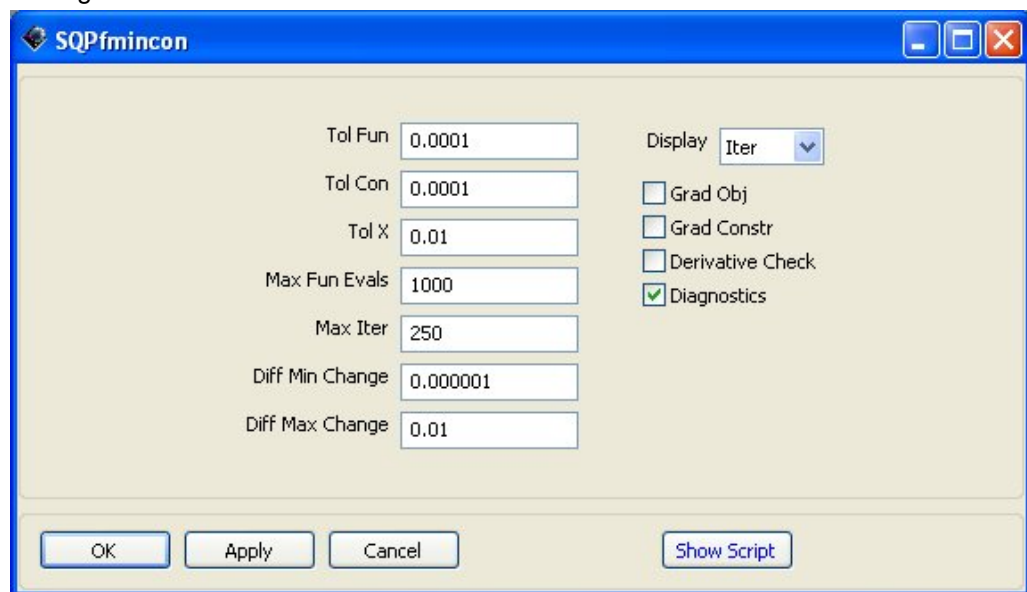 SQPfmincon
Tol Fun 0.0001
Tol Con 0.0001
Tol X 0.01
Max Fun Evals 1000
Max Iter 250
Diff Min Change 0.000001
Diff Max Change 0.01
Display Iter
Grad Obj
Grad Constr
Derivative Check
Diagnostics
OK Apply Cancel Show Script